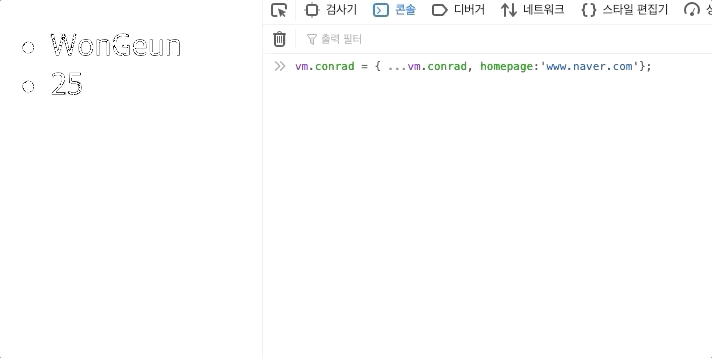 WonGeun
25
검사기 콘솔 디버거 네트워크 {} 스타일 편집기
출력 필터
vm.conrad = { ...vm.conrad, homepage:'www.naver.com'};